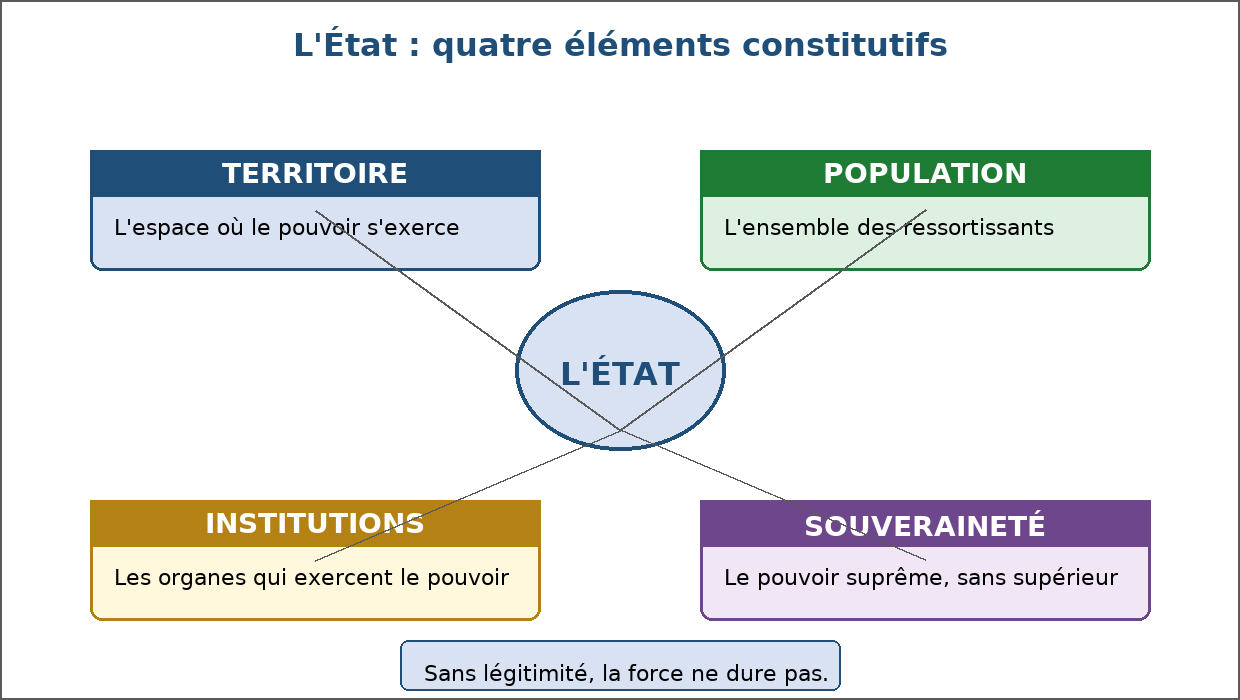 L'État : quatre éléments constitutifs
TERRITOIRE
L'espace où le pouvoir s'exerce
POPULATION
L'ensemble des ressortissants
L'ÉTAT
INSTITUTIONS
Les organes qui exercent le pouvoir
SOUVERAINETÉ
Le pouvoir suprême, sans supérieur
Sans légitimité, la force ne dure pas.